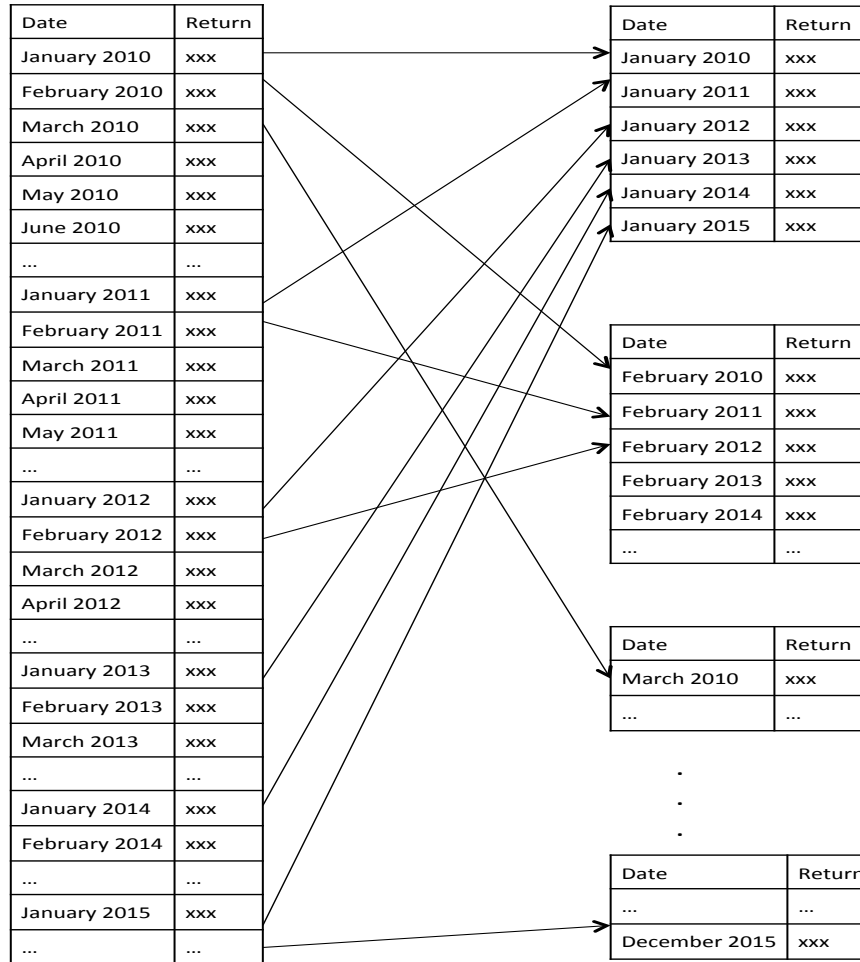 Date Return
January 2010 xxx
February 2010 xxx
March 2010 xxx
April 2010 xxx
May 2010 xxx
June 2010 xxx
... ...
January 2011 xxx
February 2011 xxx
March 2011 xxx
April 2011 xxx
May 2011 xxx
... ...
January 2012 xxx
February 2012 xxx
March 2012 xxx
April 2012 xxx
... ...
January 2013 xxx
February 2013 xxx
March 2013 xxx
... ...
January 2014 xxx
February 2014 xxx
... ...
January 2015 xxx
... ...
Date Return
January 2010 xxx
January 2011 xxx
January 2012 xxx
January 2013 xxx
January 2014 xxx
January 2015 xxx
Date Return
February 2010 xxx
February 2011 xxx
February 2012 xxx
February 2013 xxx
February 2014 xxx
... ...
Date Return
March 2010 xxx
... ...
.
.
.
Date Return
... ...
December 2015 xxx